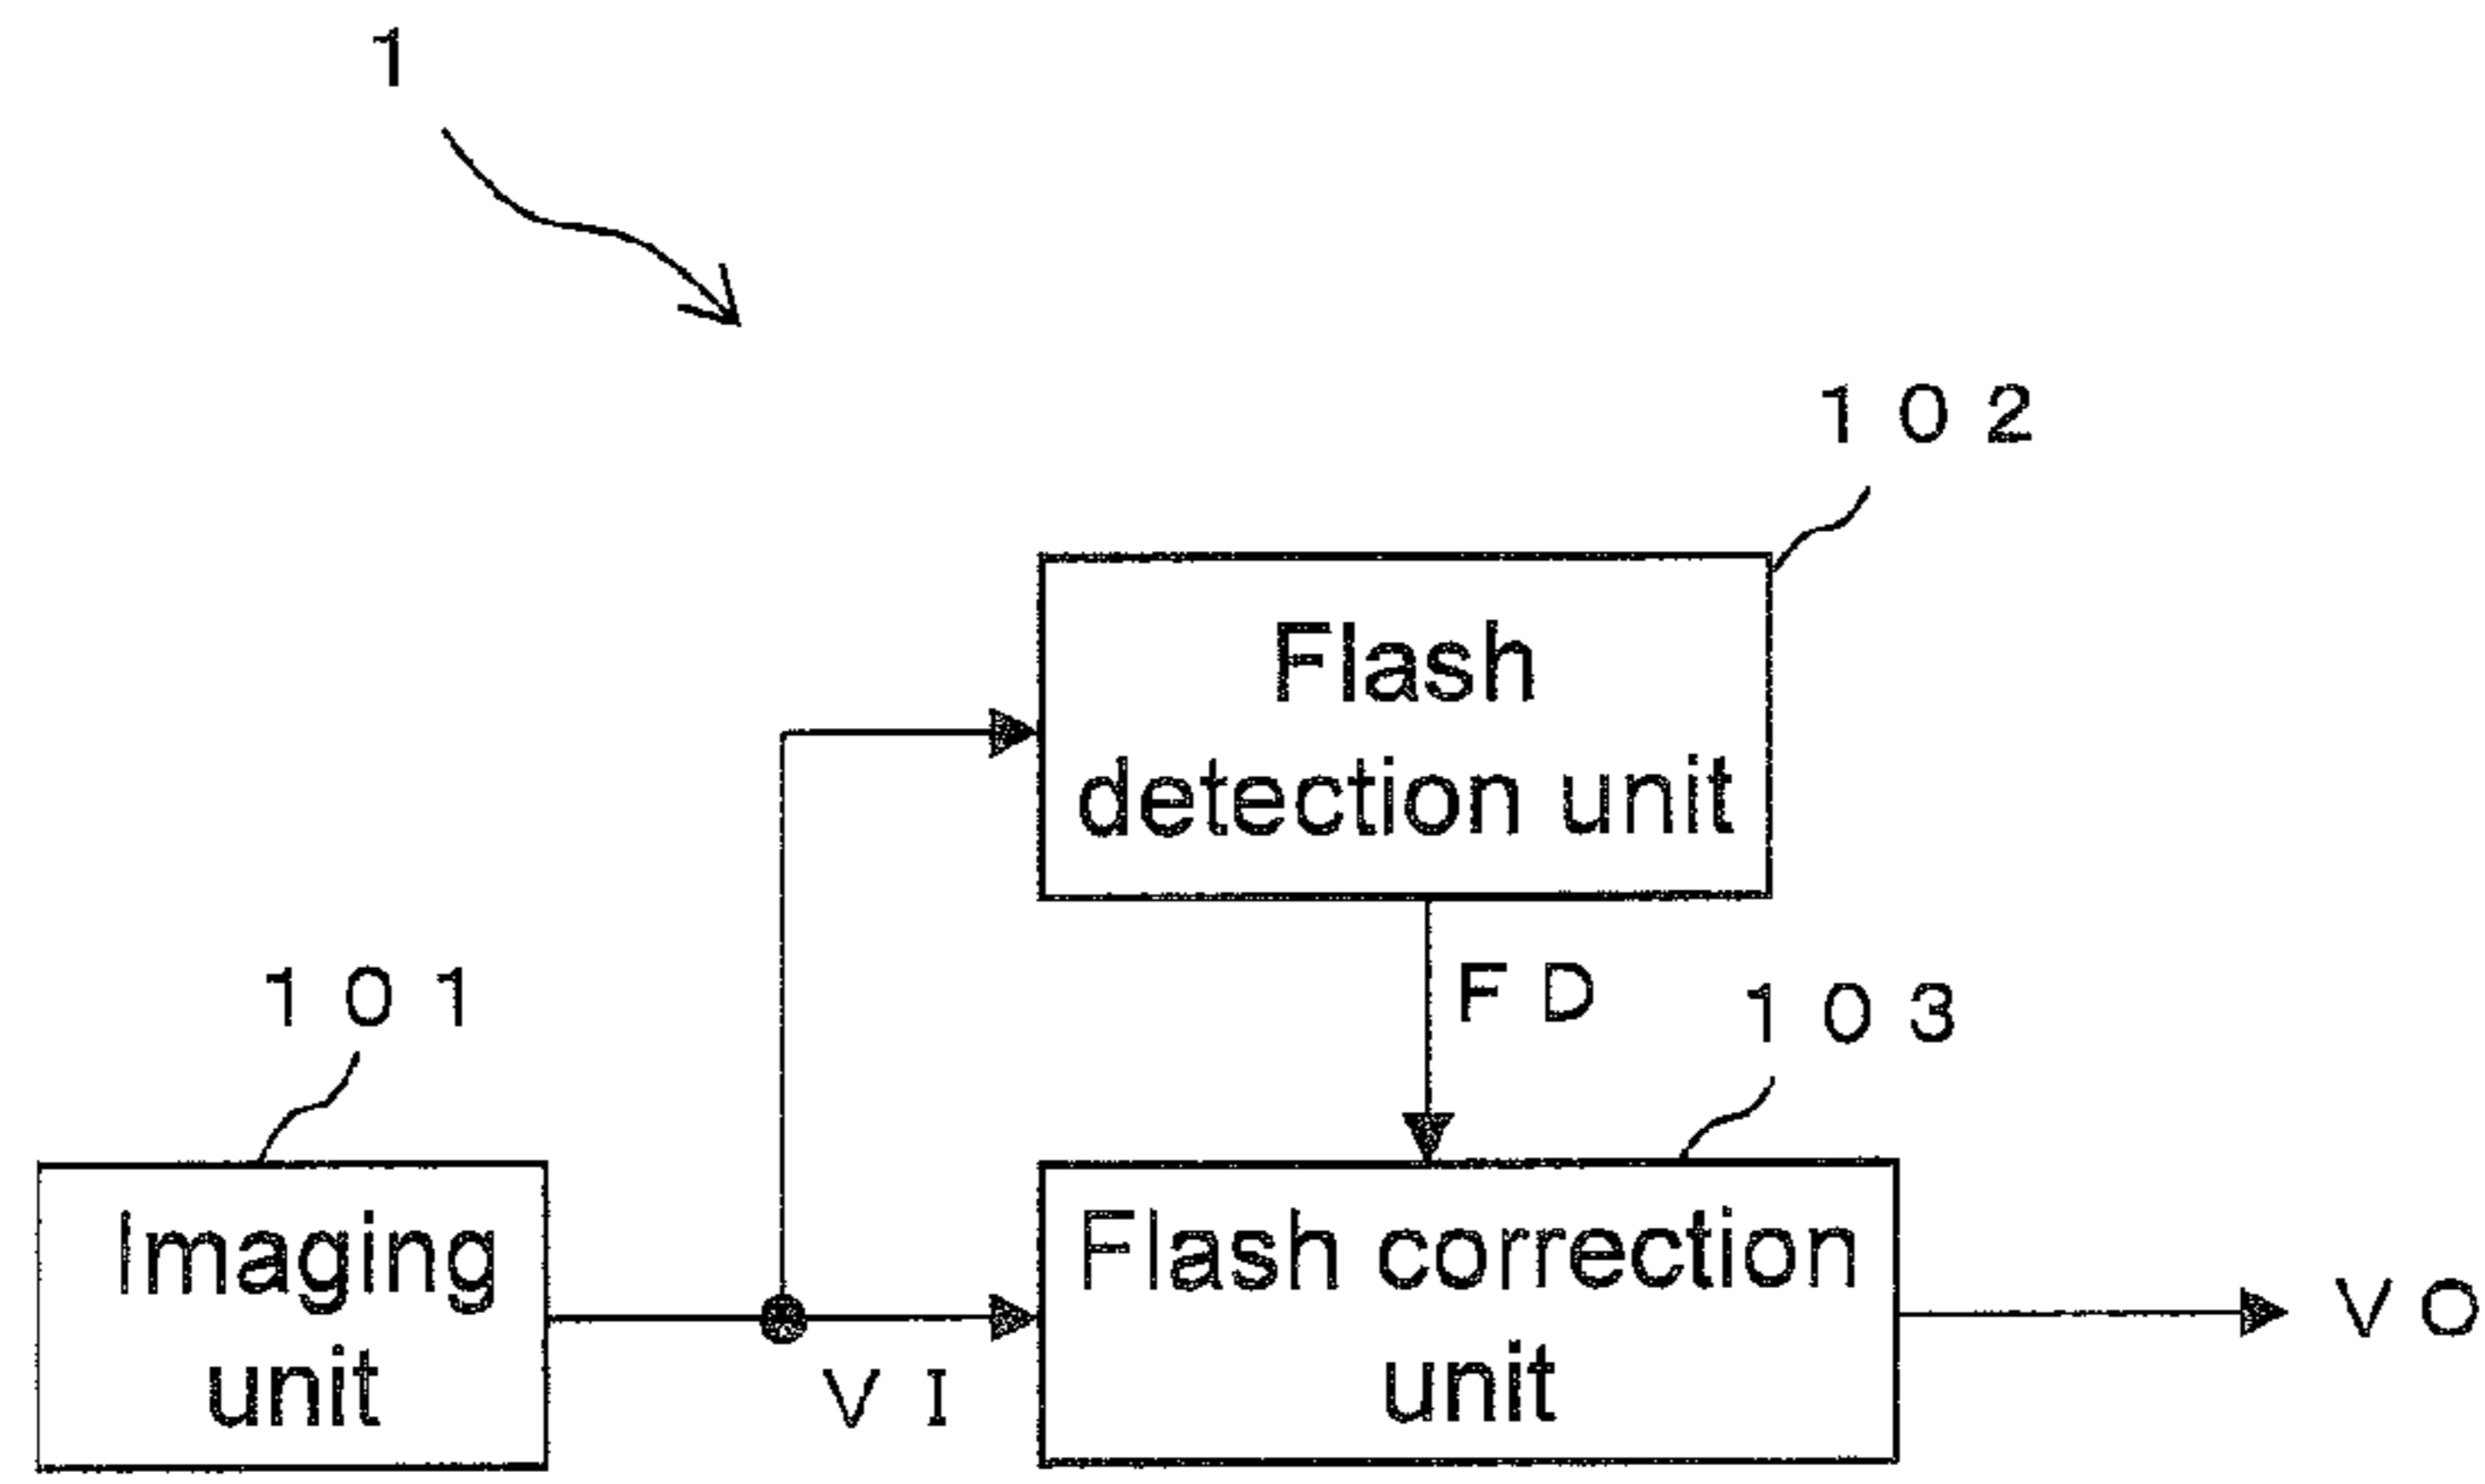 1
102
Flash
detection unit
FD
101
103
Imaging
unit
VI
Flash correction
unit
VO